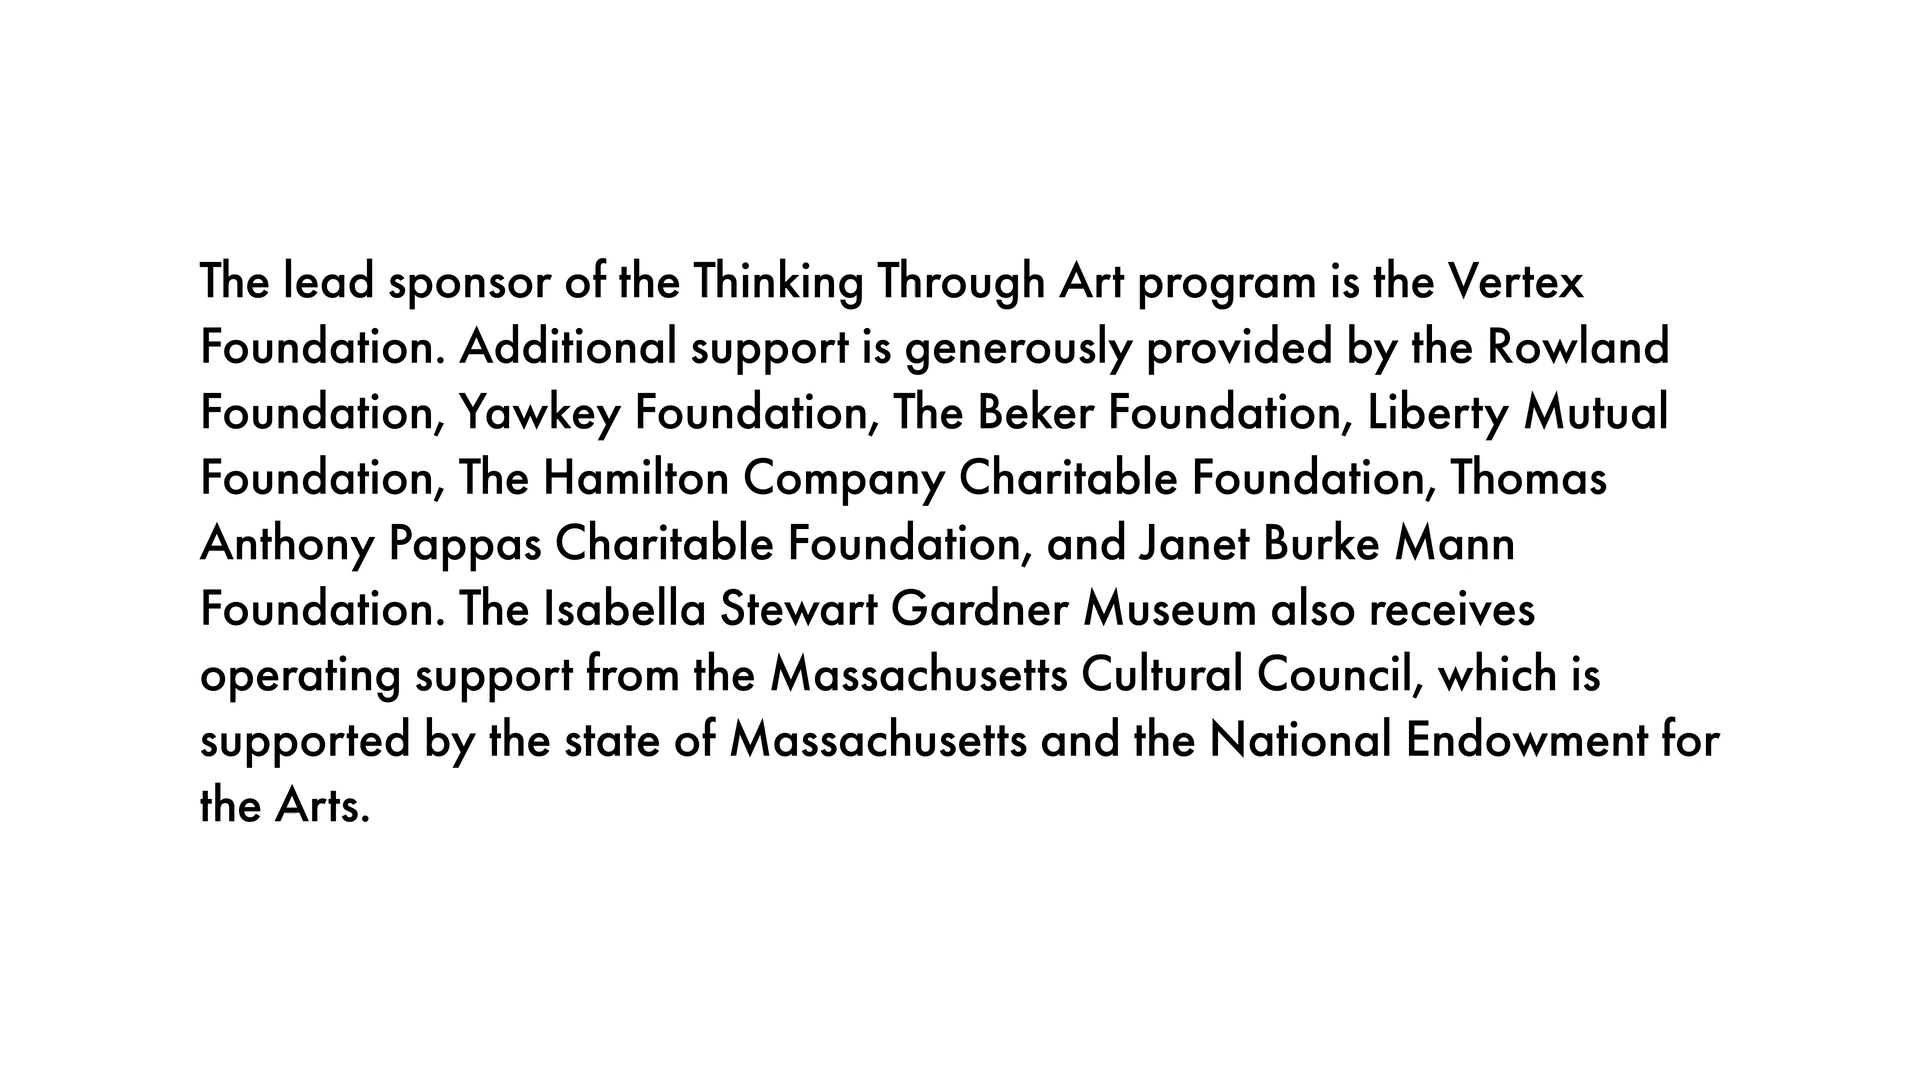 The lead sponsor of the Thinking Through Art program is the Vertex
Foundation. Additional support is generously provided by the Rowland
Foundation, Yawkey Foundation, The Beker Foundation, Liberty Mutual
Foundation, The Hamilton Company Charitable Foundation, Thomas
Anthony Pappas Charitable Foundation, and Janet Burke Mann
Foundation. The Isabella Stewart Gardner Museum also receives
operating support from the Massachusetts Cultural Council, which is
supported by the state of Massachusetts and the National Endowment for
the Arts.